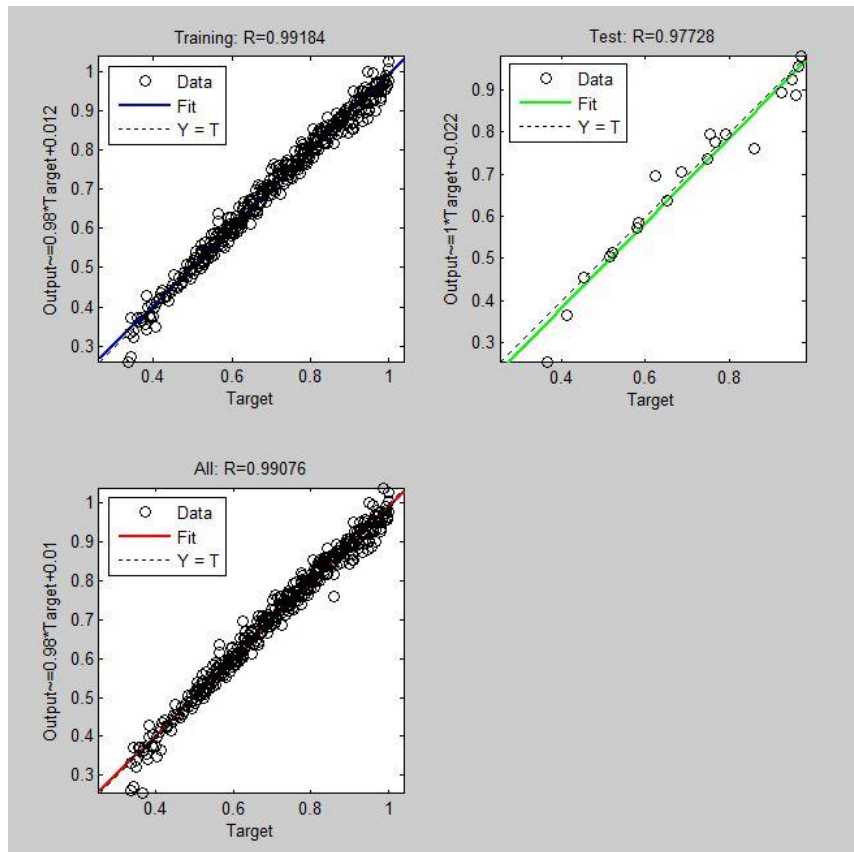 Training: R=0.99184
Output~=0.98*Target+0.012
1
0.9
0.8
0.7
0.6
0.5
0.4
0.3
Data
Fit
Y = T
0.4 0.6 0.8 1
Target
Test: R=0.97728
Output~=1*Target+-0.022
0.9
0.8
0.7
0.6
0.5
0.4
0.3
Data
Fit
Y = T
0.4 0.6 0.8
Target
All: R=0.99076
Output~=0.98*Target+0.01
1
0.9
0.8
0.7
0.6
0.5
0.4
0.3
Data
Fit
Y = T
0.4 0.6 0.8 1
Target